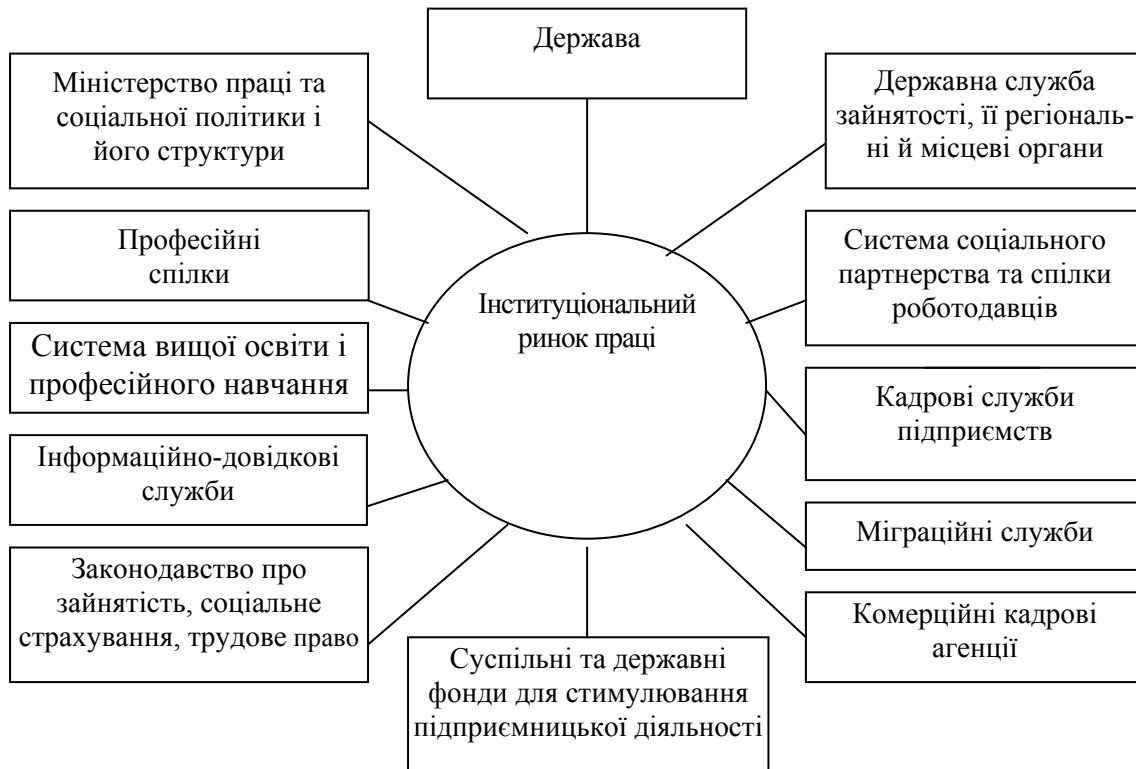 Держава
Міністерство праці та
соціальної політики і
його структури
Державна служба
зайнятості, її регіональ-
ні й місцеві органи
Професійні
спілки
Інституціональний
ринок праці
Система соціального
партнерства та спілки
роботодавців
Система вищої освіти і
професійного навчання
Кадрові служби
підприємств
Інформаційно-довідкові
служби
Міграційні служби
Законодавство про
зайнятість, соціальне
страхування, трудове право
Комерційні кадрові
агенції
Суспільні та державні
фонди для стимулювання
підприємницької діяльності